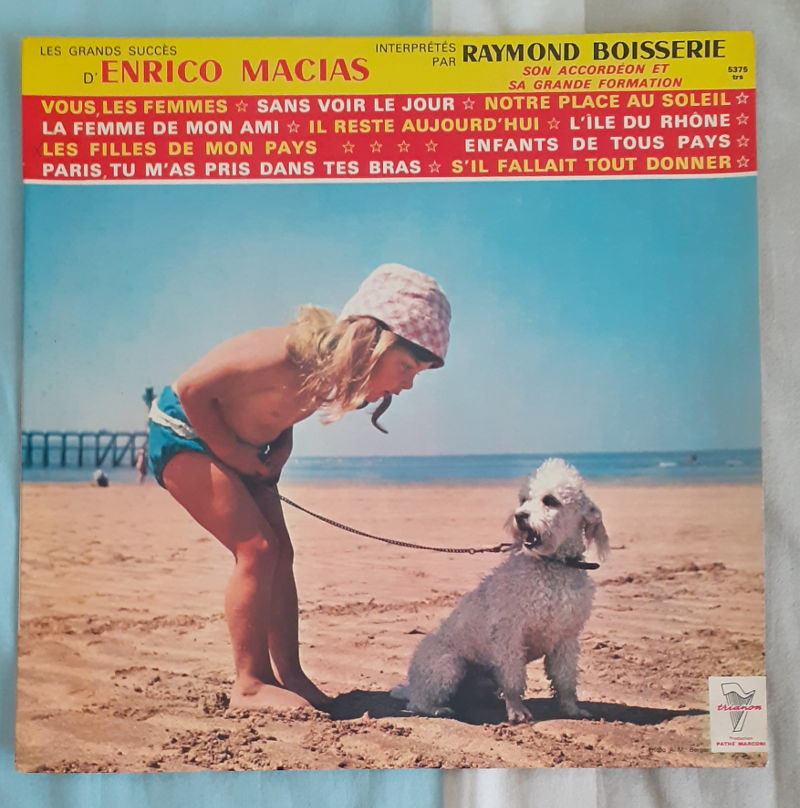 LES GRANDS SUCCÈS
D'ENRICO MACIAS
INTERPRÉTÉS
PAR RAYMOND BOISSERIE
SON ACCORDÉON ET
SA GRANDE FORMATION
5375
trs
VOUS, LES FEMMES ☆ SANS VOIR LE JOUR ☆ NOTRE PLACE AU SOLEIL ☆
LA FEMME DE MON AMI ☆ IL RESTE AUJOURD'HUI ☆ L'ÎLE DU RHÔNE ☆
LES FILLES DE MON PAYS ☆ ☆ ☆ ☆ ENFANTS DE TOUS PAYS ☆
PARIS, TU M'AS PRIS DANS TES BRAS ☆ S'IL FALLAIT TOUT DONNER ☆
trianon
Production
PATHÉ MARCONI
Photo A. M.